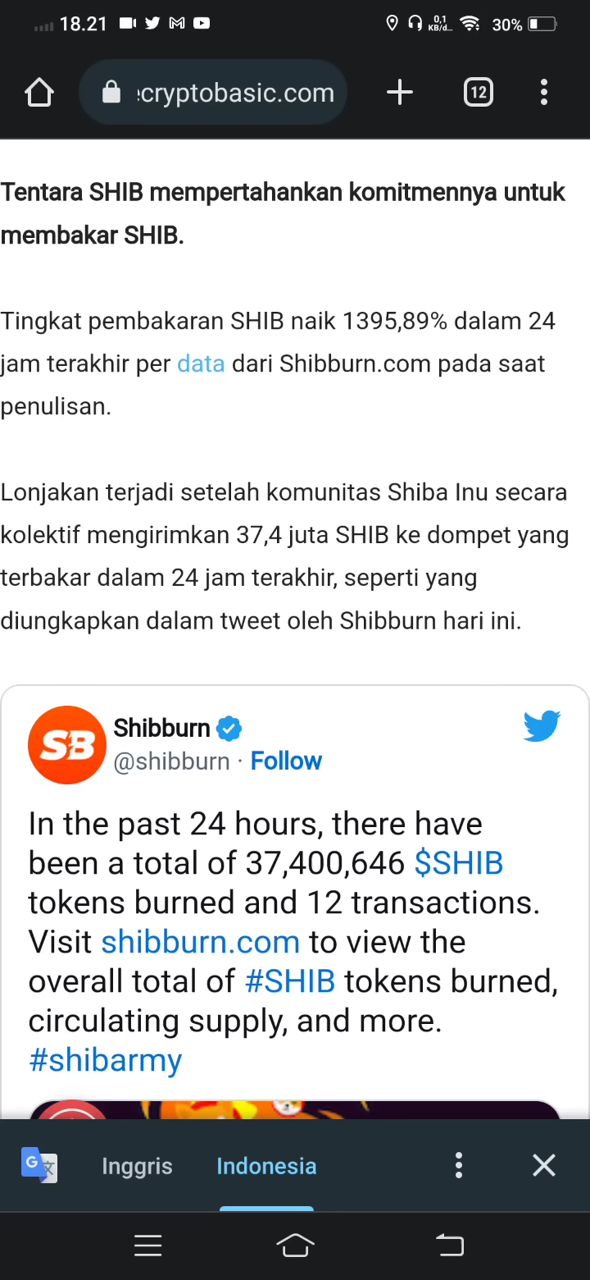 18.21
0,1
KB/d...
30%
:cryptobasic.com
12
Tentara SHIB mempertahankan komitmennya untuk
membakar SHIB.
Tingkat pembakaran SHIB naik 1395,89% dalam 24
jam terakhir per data dari Shibburn.com pada saat
penulisan.
Lonjakan terjadi setelah komunitas Shiba Inu secara
kolektif mengirimkan 37,4 juta SHIB ke dompet yang
terbakar dalam 24 jam terakhir, seperti yang
diungkapkan dalam tweet oleh Shibburn hari ini.
SB
Shibburn
@shibburn · Follow
In the past 24 hours, there have
been a total of 37,400,646 $SHIB
tokens burned and 12 transactions.
Visit shibburn.com to view the
overall total of #SHIB tokens burned,
circulating supply, and more.
#shibarmy
G 文
Inggris
Indonesia